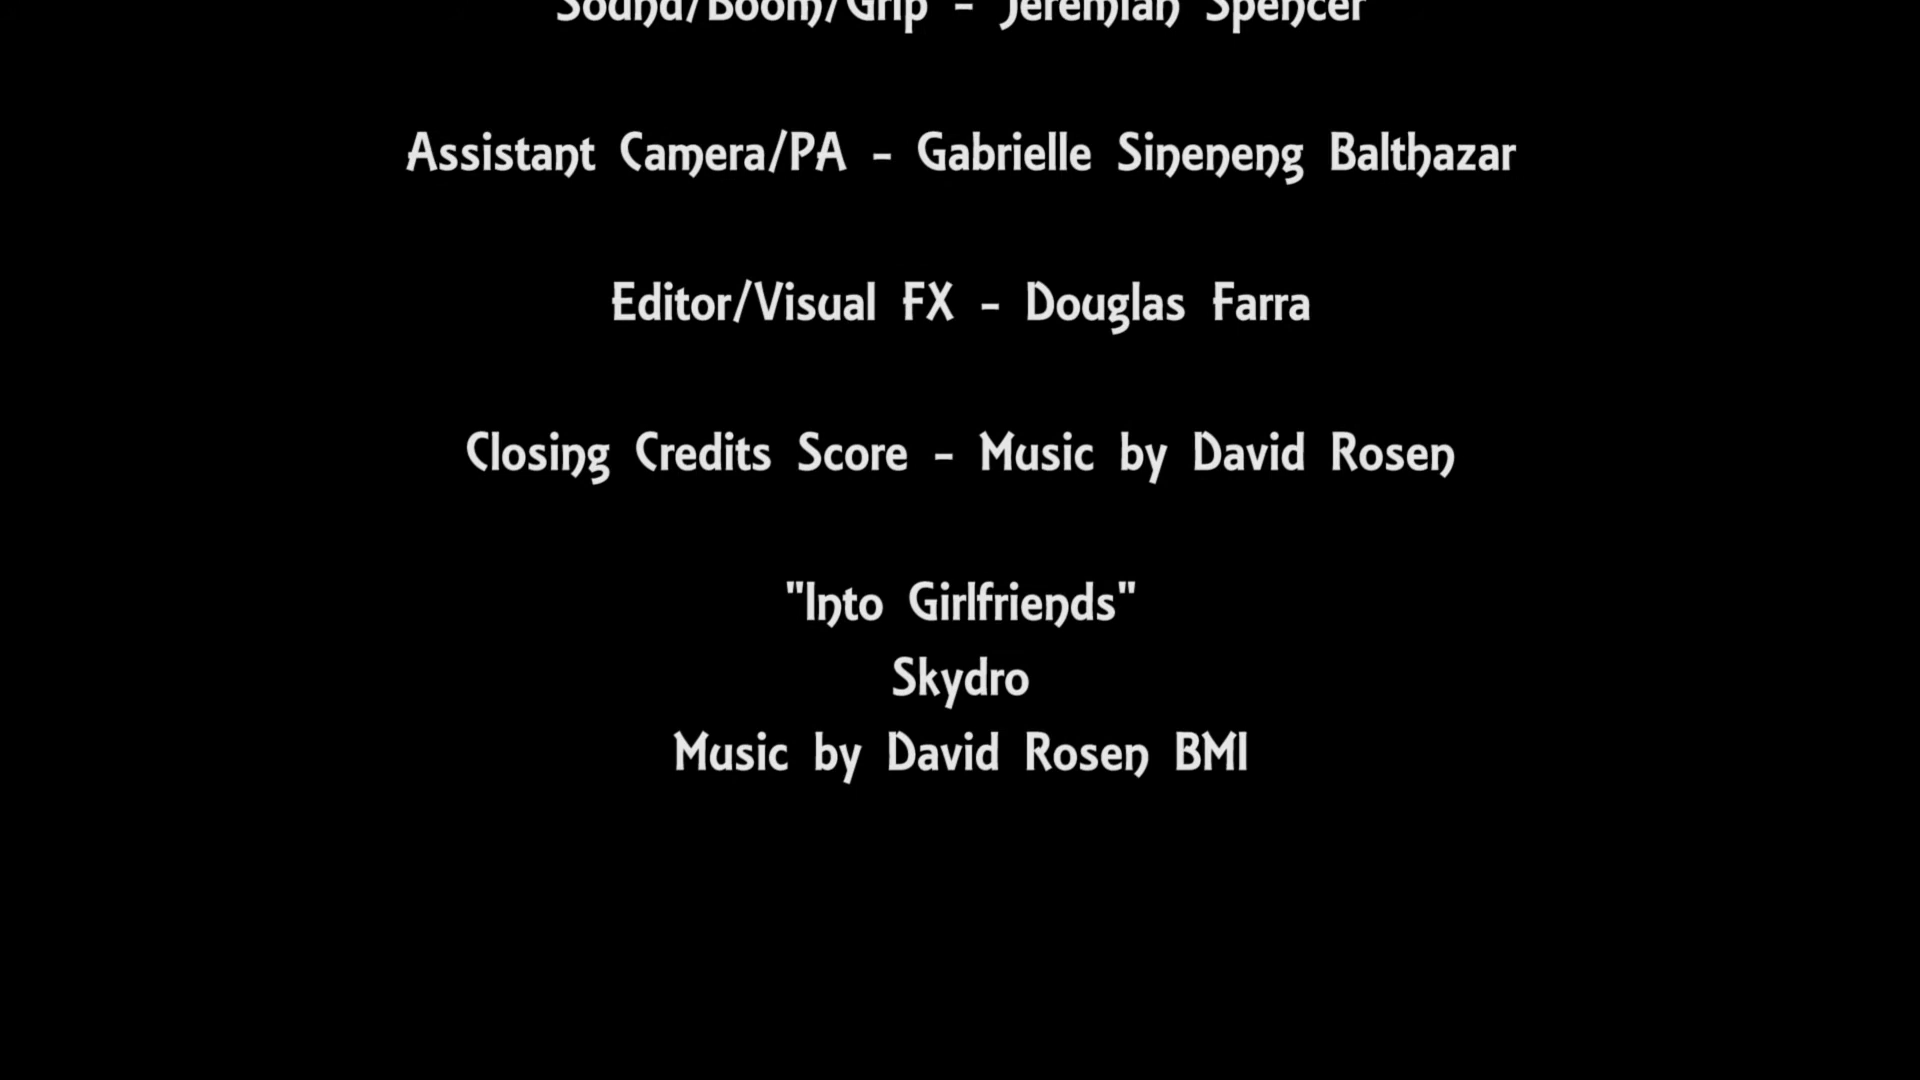 Sound/Boom/Grip - Jeremiah Spencer
Assistant Camera/PA - Gabrielle Sineneng Balthazar
Editor/Visual FX - Douglas Farra
Closing Credits Score - Music by David Rosen
"Into Girlfriends"
Skydro
Music by David Rosen BMI